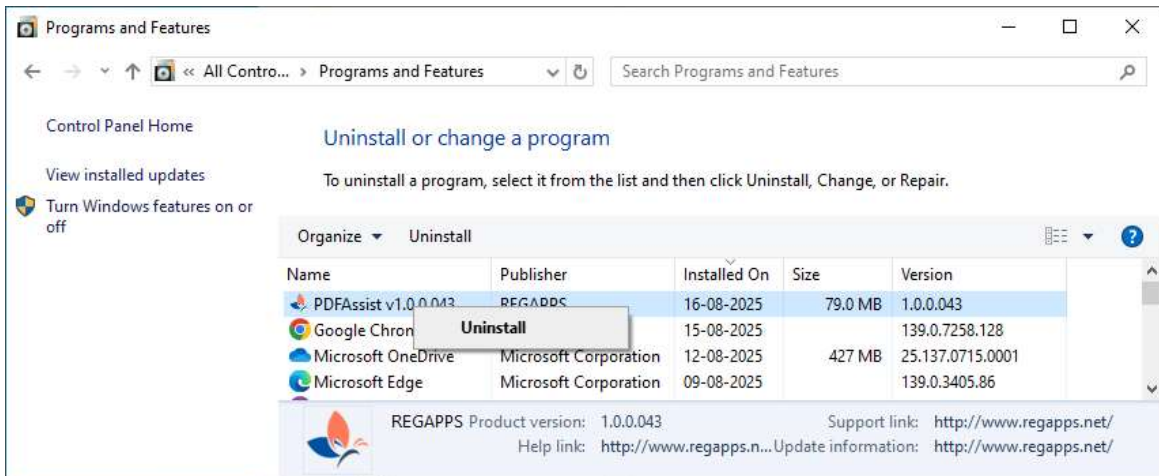 Programs and Features
« All Contro... › Programs and Features
Search Programs and Features
Control Panel Home
View installed updates
Turn Windows features on or
off
Uninstall or change a program
To uninstall a program, select it from the list and then click Uninstall, Change, or Repair.
Organize Uninstall
Name Publisher Installed On Size Version
PDFAssist v1.0.0.043 REGAPPS 16-08-2025 79.0 MB 1.0.0.043
Google Chrom 15-08-2025 139.0.7258.128
Uninstall
Microsoft OneDrive Microsoft Corporation 12-08-2025 427 MB 25.137.0715.0001
Microsoft Edge Microsoft Corporation 09-08-2025 139.0.3405.86
REGAPPS Product version: 1.0.0.043 Support link: http://www.regapps.net/
Help link: http://www.regapps.n... Update information: http://www.regapps.net/